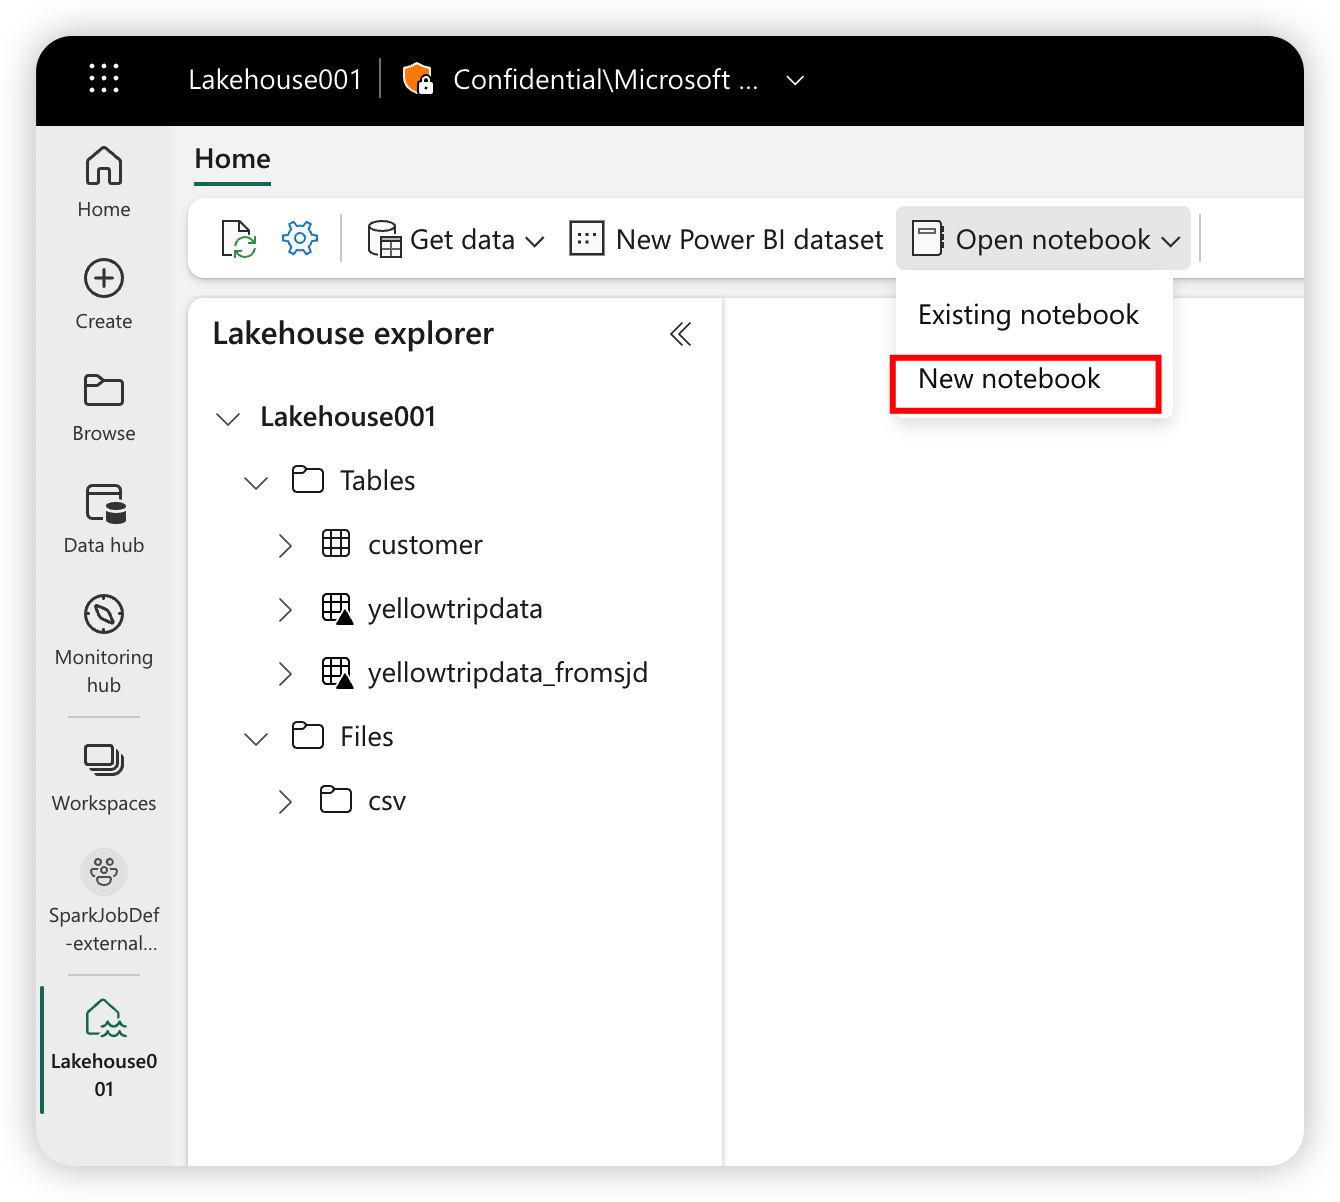 Lakehouse001
Confidential\Microsoft ...
Home
Create
Browse
Data hub
Monitoring
hub
Workspaces
SparkJobDef
-external...
Lakehouse0
01
Home
Get data
New Power BI dataset
Open notebook
Existing notebook
New notebook
Lakehouse explorer
Lakehouse001
Tables
customer
yellowtripdata
yellowtripdata_fromsjd
Files
csv